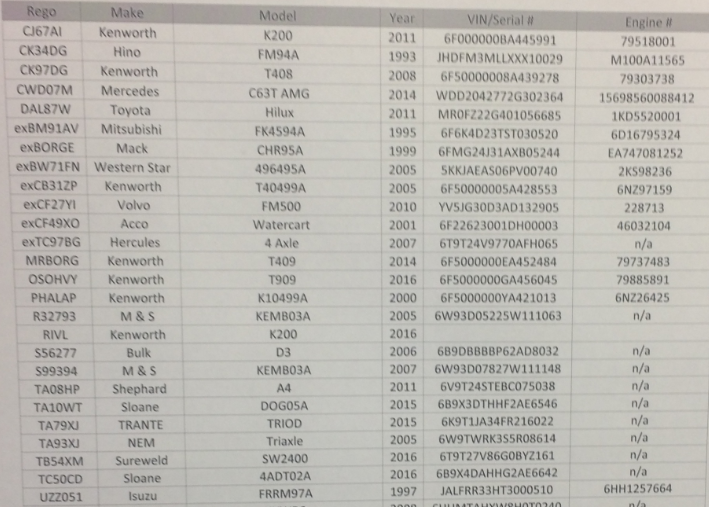 Rego Make Model Year VIN/Serial # Engine #
CJ67AI Kenworth K200 2011 6F000000BA445991 79518001
CK34DG Hino FM94A 1993 JHDFM3MLLXXX10029 M100A11565
CK97DG Kenworth T408 2008 6F50000008A439278 79303738
CWD07M Mercedes C63T AMG 2014 WDD2042772G302364 15698560088412
DAL87W Toyota Hilux 2011 MR0FZ22G401056685 1KD5520001
exBM91AV Mitsubishi FK4594A 1995 6F6K4D23TST030520 6D16795324
exBORGE Mack CHR95A 1999 6FMG24J31AXB05244 EA747081252
exBW71FN Western Star 496495A 2005 5KKJAEAS06PV00740 2KS98236
exCB31ZP Kenworth T40499A 2005 6F50000005A428553 6NZ97159
exCF27YI Volvo FM500 2010 YV5JG30D3AD132905 228713
exCF49XO Acco Watercart 2001 6F22623001DH00003 46032104
exTC97BG Hercules 4 Axle 2007 6T9T24V9770AFH065 n/a
MRBORG Kenworth T409 2014 6F5000000EA452484 79737483
OSOHVY Kenworth T909 2016 6F5000000GA456045 79885891
PHALAP Kenworth K10499A 2000 6F5000000YA421013 6NZ26425
R32793 M & S KEMB03A 2005 6W93D05225W111063 n/a
RIVL Kenworth K200 2016
S56277 Bulk D3 2006 6B9DBBBBP62AD8032 n/a
S99394 M & S KEMB03A 2007 6W93D07827W111148 n/a
TA08HP Shephard A4 2011 6V9T24STEBC075038 n/a
TA10WT Sloane DOG05A 2015 6B9X3DTHHF2AE6546 n/a
TA79XJ TRANTE TRIOD 2015 6K9T1JA34FR216022 n/a
TA93XJ NEM Triaxle 2005 6W9TWRK3S5R08614 n/a
TB54XM Sureweld SW2400 2016 6T9T27V86G0BYZ161 n/a
TC50CD Sloane 4ADT02A 2016 6B9X4DAHHG2AE6642 n/a
UZZ051 Isuzu FRRM97A 1997 JALFRR33HT3000510 6HH1257664